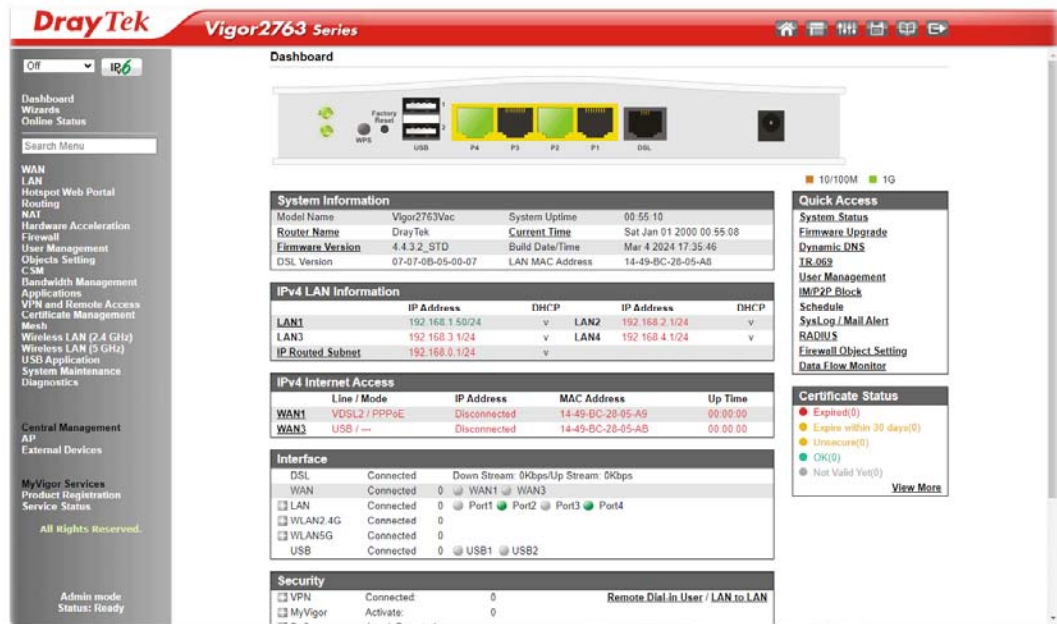 DrayTek
Vigor2763 Series
Off
IPv6
Dashboard
Wizards
Online Status
Search Menu
WAN
LAN
Hotspot Web Portal
Routing
NAT
Hardware Acceleration
Firewall
User Management
Objects Setting
CSM
Bandwidth Management
Applications
VPN and Remote Access
Certificate Management
Mesh
Wireless LAN (2.4 GHz)
Wireless LAN (5 GHz)
USB Application
System Maintenance
Diagnostics
Central Management
AP
External Devices
MyVigor Services
Product Registration
Service Status
All Rights Reserved.
Admin mode
Status: Ready
Dashboard
Factory
Reset
WPS
1
2
USB P4 P3 P2 P1 DSL
10/100M 1G
System Information
Model Name Vigor2763Vac System Uptime 00:55:10
Router Name DrayTek Current Time Sat Jan 01 2000 00:55:08
Firmware Version 4.4.3.2_STD Build Date/Time Mar 4 2024 17:35:46
DSL Version 07-07-0B-05-00-07 LAN MAC Address 14-49-BC-28-05-A8
IPv4 LAN Information
IP Address DHCP IP Address DHCP
LAN1 192.168.1.50/24 v LAN2 192.168.2.1/24 v
LAN3 192.168.3.1/24 v LAN4 192.168.4.1/24 v
IP Routed Subnet 192.168.0.1/24 v
IPv4 Internet Access
Line / Mode IP Address MAC Address Up Time
WAN1 VDSL2 / PPPoE Disconnected 14-49-BC-28-05-A9 00:00:00
WAN3 USB / --- Disconnected 14-49-BC-28-05-AB 00:00:00
Interface
DSL Connected Down Stream: 0Kbps/Up Stream: 0Kbps
WAN Connected 0 WAN1 WAN3
LAN Connected 0 Port1 Port2 Port3 Port4
WLAN2.4G Connected 0
WLAN5G Connected 0
USB Connected 0 USB1 USB2
Security
VPN Connected: 0 Remote Dial-in User / LAN to LAN
MyVigor Activate: 0
Quick Access
System Status
Firmware Upgrade
Dynamic DNS
TR-069
User Management
IM/P2P Block
Schedule
SysLog / Mail Alert
RADIUS
Firewall Object Setting
Data Flow Monitor
Certificate Status
Expired(0)
Expire within 30 days(0)
Unsecure(0)
OK(0)
Not Valid Yet(0)
View More